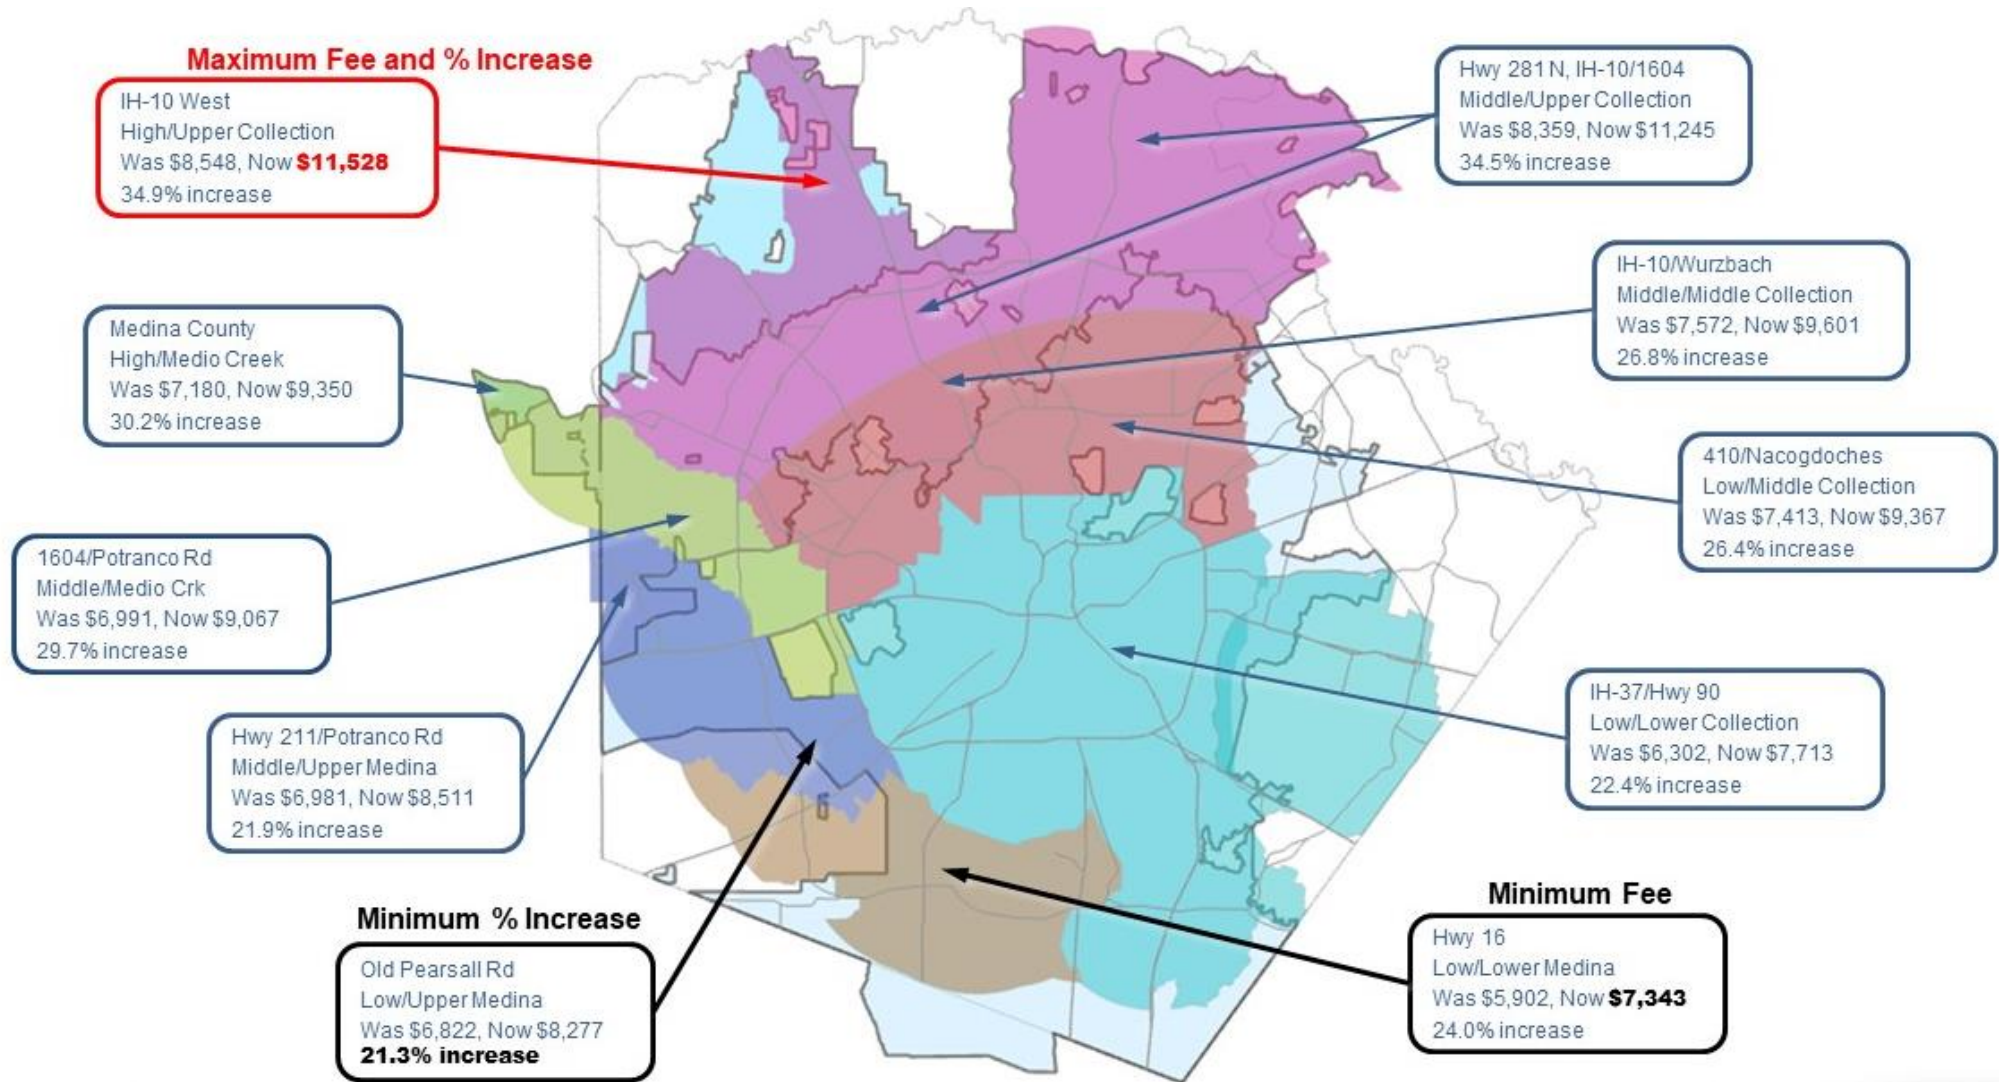 Maximum Fee and % Increase
IH-10 West
High/Upper Collection
Was $8,548, Now $11,528
34.9% increase
Hwy 281 N, IH-10/1604
Middle/Upper Collection
Was $8,359, Now $11,245
34.5% increase
IH-10/Wurzbach
Middle/Middle Collection
Was $7,572, Now $9,601
26.8% increase
Medina County
High/Medio Creek
Was $7,180, Now $9,350
30.2% increase
410/Nacogdoches
Low/Middle Collection
Was $7,413, Now $9,367
26.4% increase
1604/Potranco Rd
Middle/Medio Crk
Was $6,991, Now $9,067
29.7% increase
IH-37/Hwy 90
Low/Lower Collection
Was $6,302, Now $7,713
22.4% increase
Hwy 211/Potranco Rd
Middle/Upper Medina
Was $6,981, Now $8,511
21.9% increase
Minimum % Increase
Old Pearsall Rd
Low/Upper Medina
Was $6,822, Now $8,277
21.3% increase
Minimum Fee
Hwy 16
Low/Lower Medina
Was $5,902, Now $7,343
24.0% increase